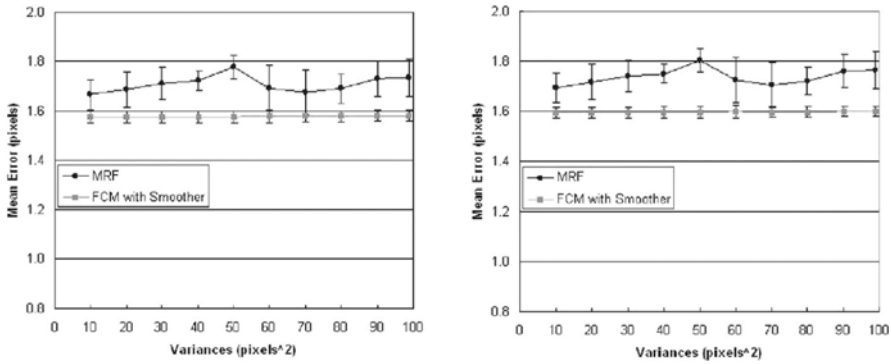 2.0
1.8
1.6
1.4
1.2
1.0
0.8
Mean Error (pixels)
MRF
FCM with Smoother
0 10 20 30 40 50 60 70 80 90 100
Variances (pixels^2)
2.0
1.8
1.6
1.4
1.2
1.0
0.8
Mean Error (pixels)
MRF
FCM with Smoother
0 10 20 30 40 50 60 70 80 90 100
Variances (pixels^2)